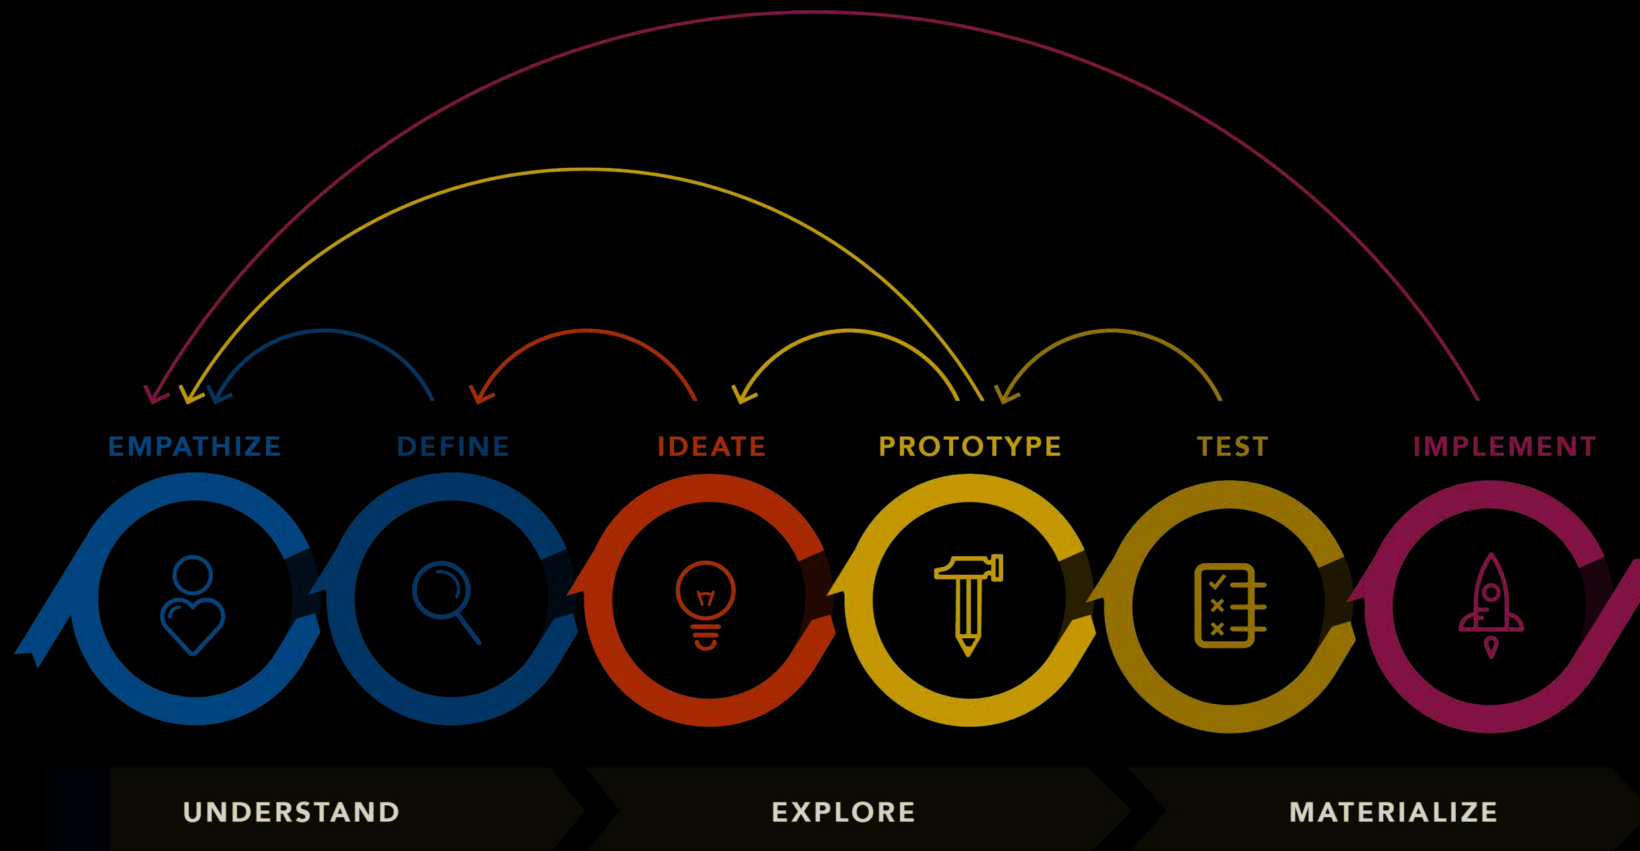 EMPATHIZE
DEFINE
IDEATE
PROTOTYPE
TEST
IMPLEMENT
UNDERSTAND
EXPLORE
MATERIALIZE